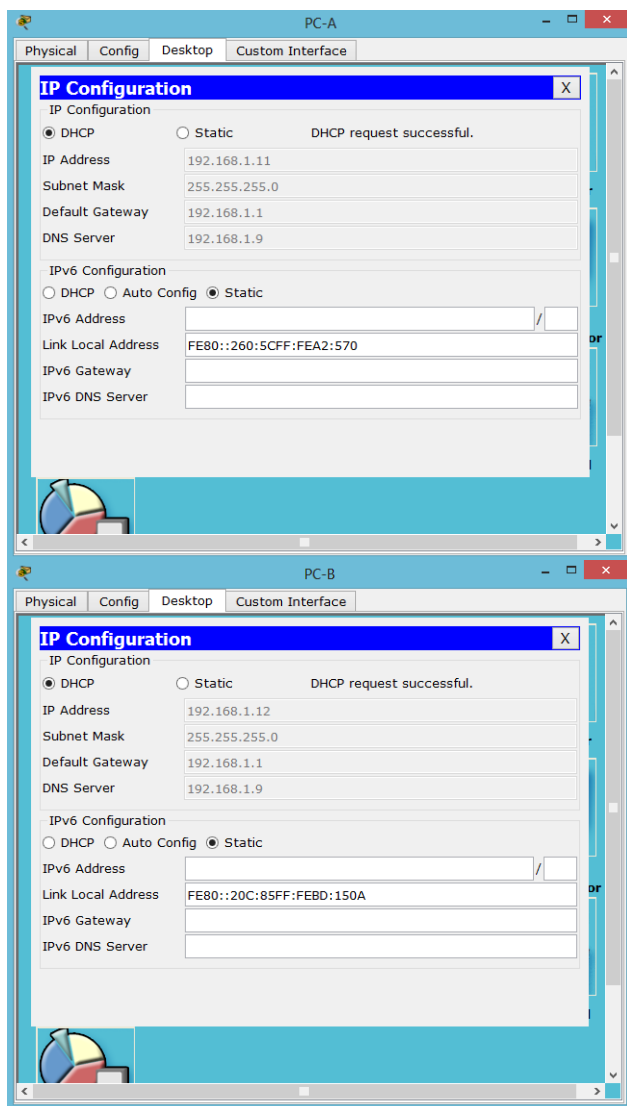 PC-A
Physical Config Desktop Custom Interface
IP Configuration X
IP Configuration
DHCP Static DHCP request successful.
IP Address 192.168.1.11
Subnet Mask 255.255.255.0
Default Gateway 192.168.1.1
DNS Server 192.168.1.9
IPv6 Configuration
DHCP Auto Config Static
IPv6 Address /
Link Local Address FE80::260:5CFF:FEA2:570
or
IPv6 Gateway
IPv6 DNS Server
PC-B
Physical Config Desktop Custom Interface
IP Configuration X
IP Configuration
DHCP Static DHCP request successful.
IP Address 192.168.1.12
Subnet Mask 255.255.255.0
Default Gateway 192.168.1.1
DNS Server 192.168.1.9
IPv6 Configuration
DHCP Auto Config Static
IPv6 Address /
Link Local Address FE80::20C:85FF:FEBD:150A
or
IPv6 Gateway
IPv6 DNS Server